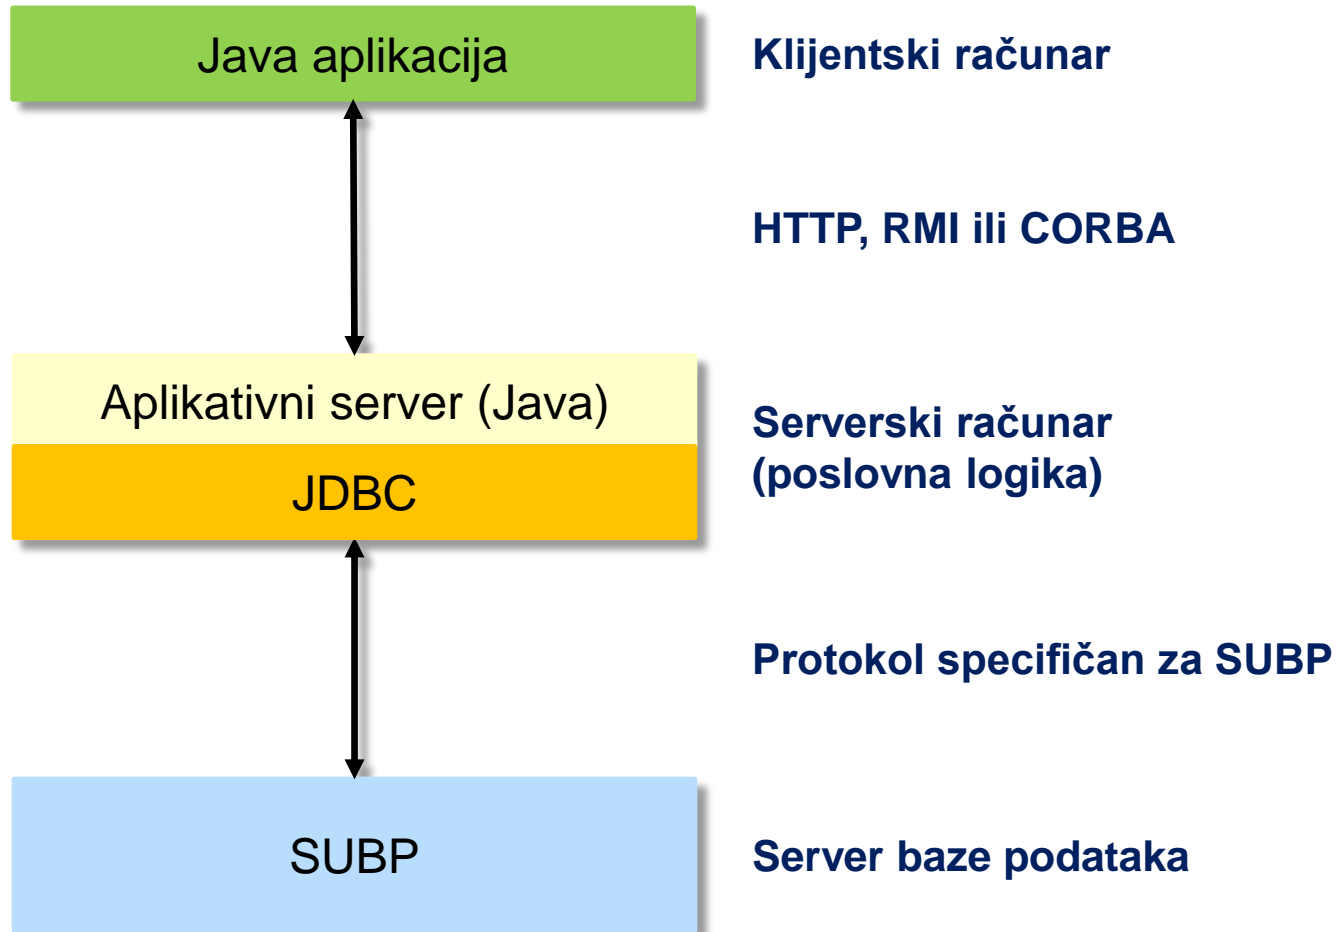 Java aplikacija
Klijentski računar
HTTP, RMI ili CORBA
Aplikativni server (Java)
JDBC
Serverski računar
(poslovna logika)
Protokol specifičan za SUBP
SUBP
Server baze podataka